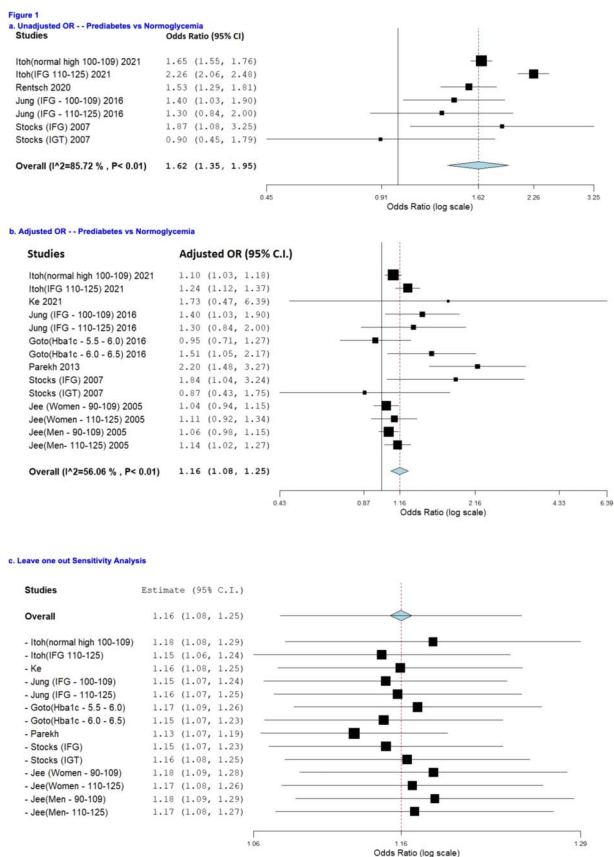 Figure 1
a. Unadjusted OR - - Prediabetes vs Normoglycemia
Studies Odds Ratio (95% CI)
Itoh(normal high 100-109) 2021 1.65 (1.55, 1.76)
Itoh(IFG 110-125) 2021 2.26 (2.06, 2.48)
Rentsch 2020 1.53 (1.29, 1.81)
Jung (IFG - 100-109) 2016 1.40 (1.03, 1.90)
Jung (IFG - 110-125) 2016 1.30 (0.84, 2.00)
Stocks (IFG) 2007 1.87 (1.08, 3.25)
Stocks (IGT) 2007 0.90 (0.45, 1.79)
Overall (I^2=85.72 % , P< 0.01) 1.62 (1.35, 1.95)
0.45 0.91 1.62 2.26 3.25
Odds Ratio (log scale)
b. Adjusted OR - - Prediabetes vs Normoglycemia
Studies Adjusted OR (95% C.I.)
Itoh(normal high 100-109) 2021 1.10 (1.03, 1.18)
Itoh(IFG 110-125) 2021 1.24 (1.12, 1.37)
Ke 2021 1.73 (0.47, 6.39)
Jung (IFG - 100-109) 2016 1.40 (1.03, 1.90)
Jung (IFG - 110-125) 2016 1.30 (0.84, 2.00)
Goto(Hba1c - 5.5 - 6.0) 2016 0.95 (0.71, 1.27)
Goto(Hba1c - 6.0 - 6.5) 2016 1.51 (1.05, 2.17)
Parekh 2013 2.20 (1.48, 3.27)
Stocks (IFG) 2007 1.84 (1.04, 3.24)
Stocks (IGT) 2007 0.87 (0.43, 1.75)
Jee (Women - 90-109) 2005 1.04 (0.94, 1.15)
Jee(Women - 110-125) 2005 1.11 (0.92, 1.34)
Jee(Men - 90-109) 2005 1.06 (0.98, 1.15)
Jee(Men- 110-125) 2005 1.14 (1.02, 1.27)
Overall (I^2=56.06 % , P< 0.01) 1.16 (1.08, 1.25)
0.43 0.87 1.16 2.16 4.33 6.39
Odds Ratio (log scale)
c. Leave one out Sensitivity Analysis
Studies Estimate (95% C.I.)
Overall 1.16 (1.08, 1.25)
- Itoh(normal high 100-109) 1.18 (1.08, 1.29)
- Itoh(IFG 110-125) 1.15 (1.06, 1.24)
- Ke 1.16 (1.08, 1.25)
- Jung (IFG - 100-109) 1.15 (1.07, 1.24)
- Jung (IFG - 110-125) 1.16 (1.07, 1.25)
- Goto(Hba1c - 5.5 - 6.0) 1.17 (1.09, 1.26)
- Goto(Hba1c - 6.0 - 6.5) 1.15 (1.07, 1.23)
- Parekh 1.13 (1.07, 1.19)
- Stocks (IFG) 1.15 (1.07, 1.23)
- Stocks (IGT) 1.16 (1.08, 1.25)
- Jee (Women - 90-109) 1.18 (1.09, 1.28)
- Jee(Women - 110-125) 1.17 (1.08, 1.26)
- Jee(Men - 90-109) 1.18 (1.09, 1.29)
- Jee(Men- 110-125) 1.17 (1.08, 1.27)
1.06 1.16 1.29
Odds Ratio (log scale)